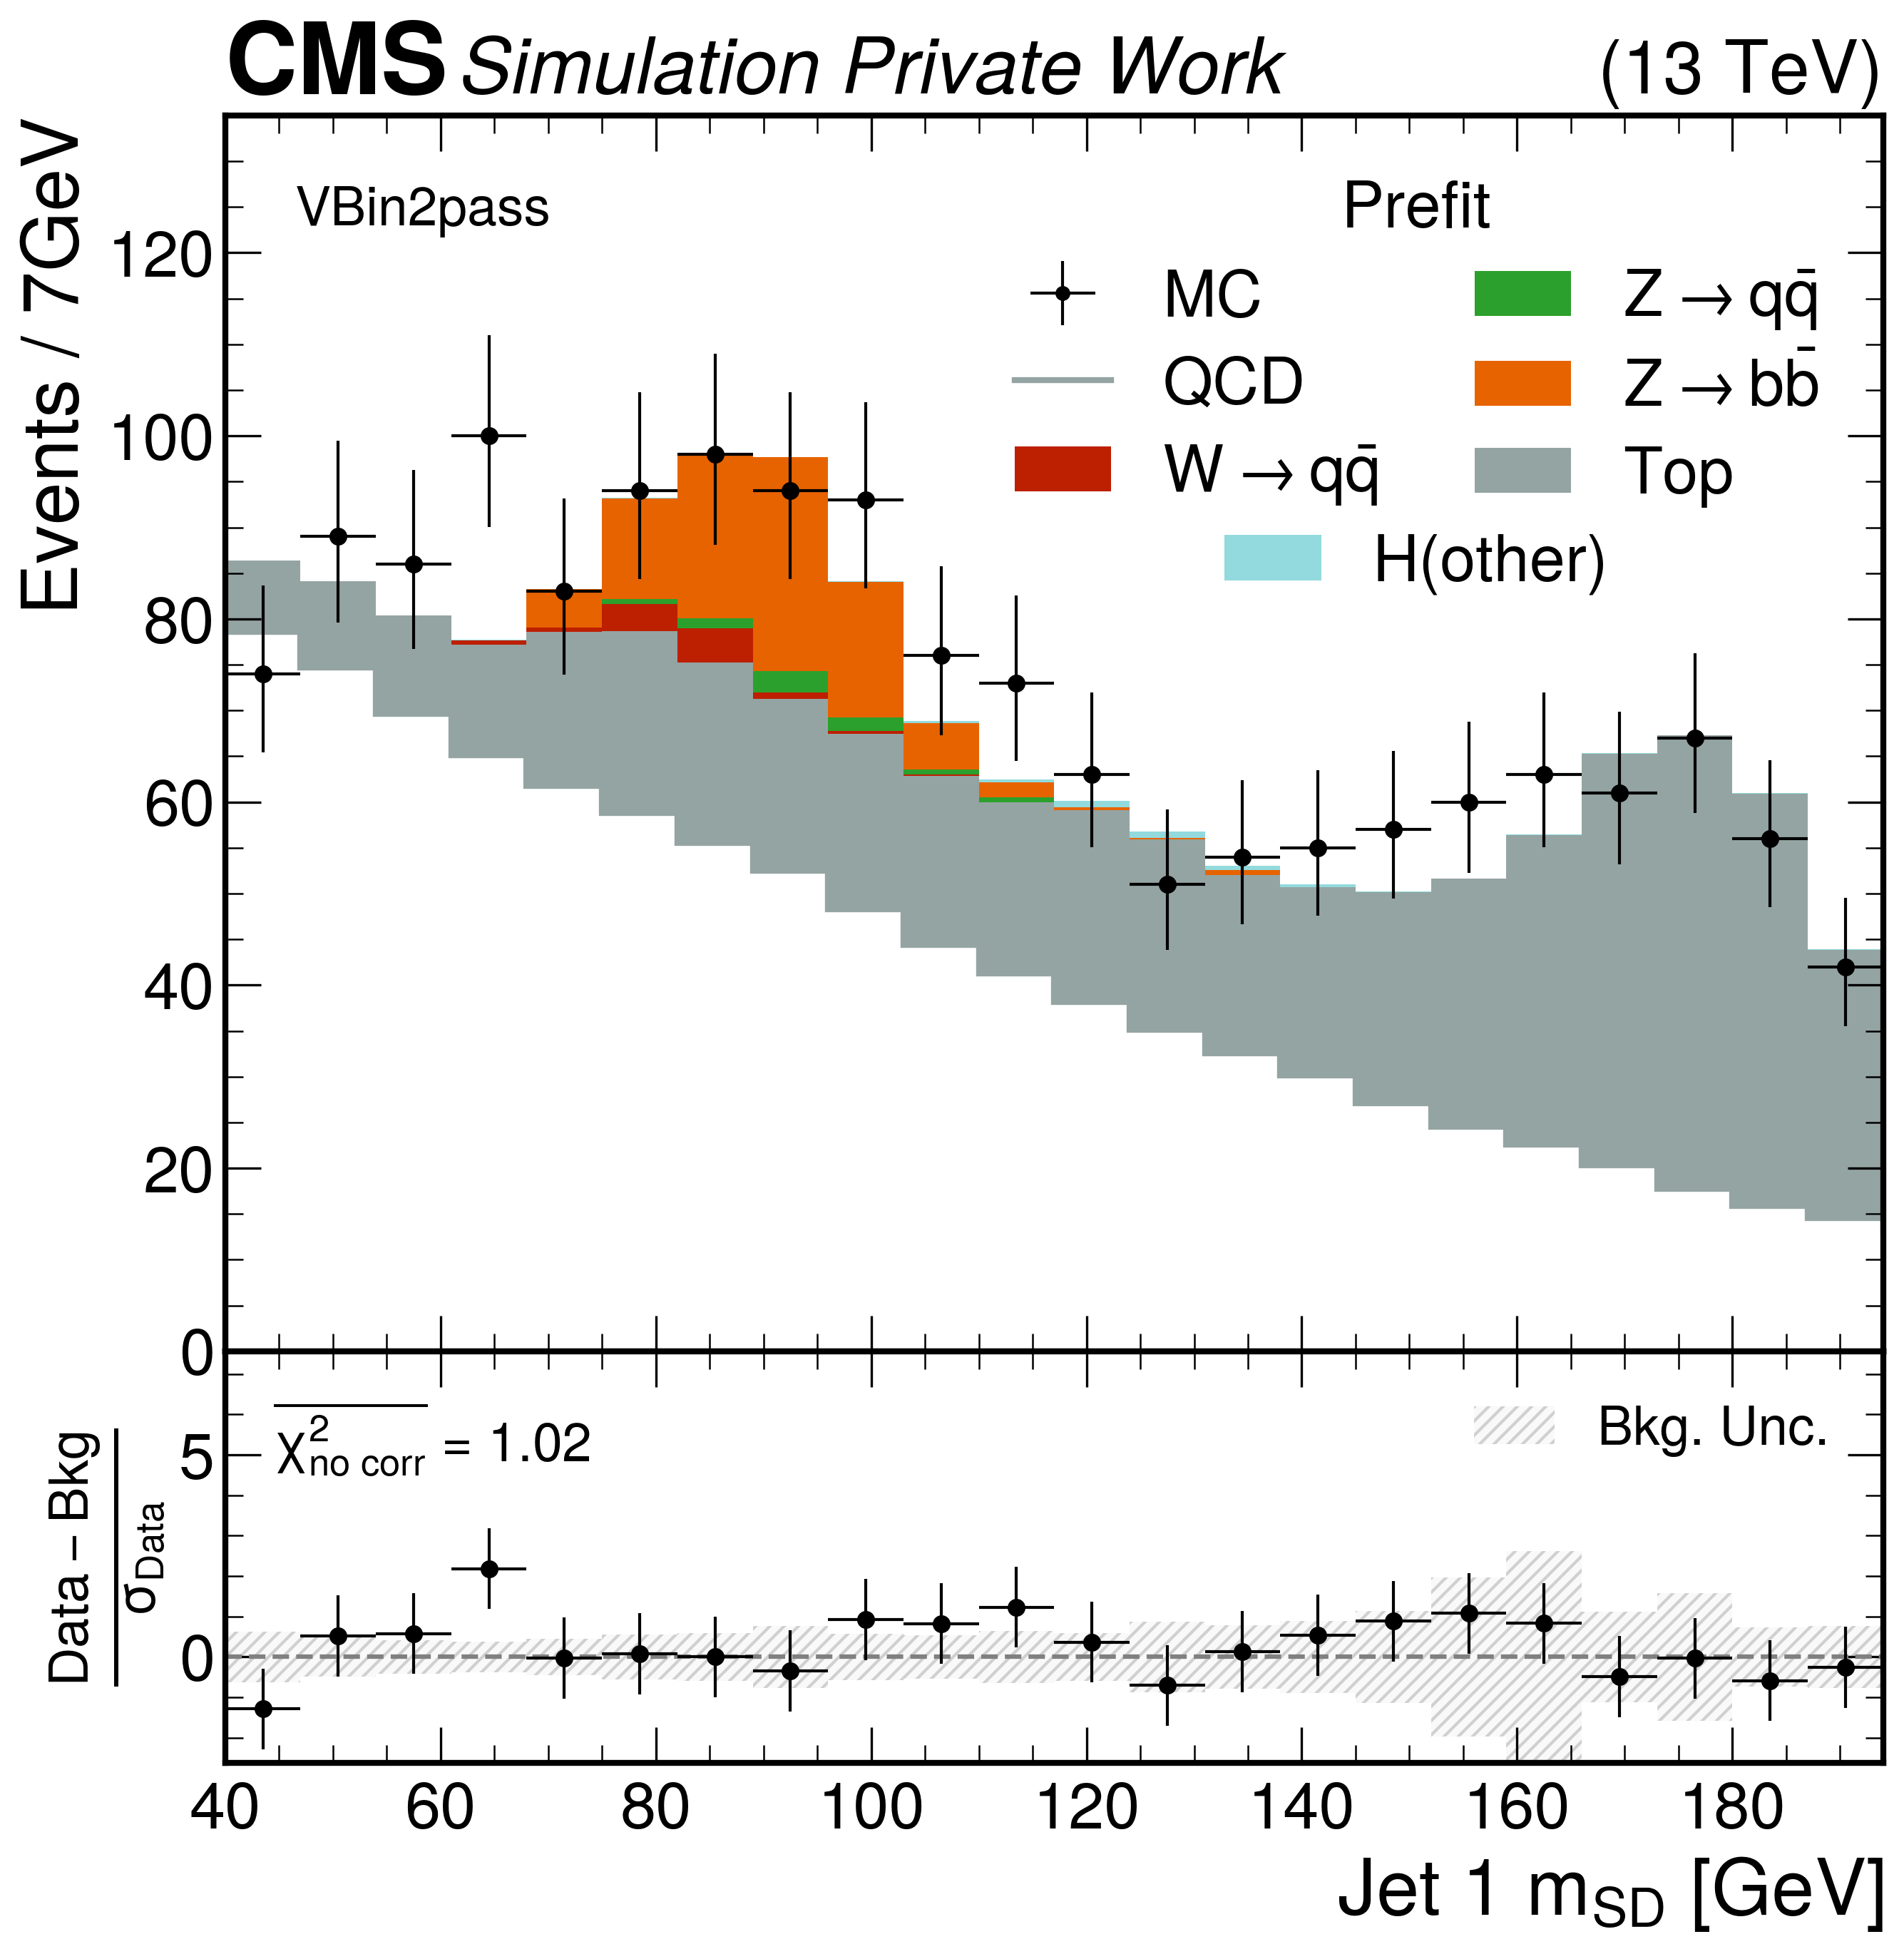 CMS Simulation Private Work (13 TeV)
Events / 7GeV
VBin2pass
Prefit
MC
Z → qq̄
QCD
Z → bb̄
W → qq̄
Top
H(other)
120
100
80
60
40
20
0
Data − Bkg
σData
χ²no corr = 1.02
Bkg. Unc.
5
0
40 60 80 100 120 140 160 180
Jet 1 mSD [GeV]